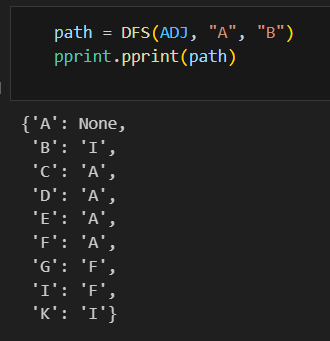 path = DFS(ADJ, "A", "B")
pprint.pprint(path)
{'A': None,
'B': 'I',
'C': 'A',
'D': 'A',
'E': 'A',
'F': 'A',
'G': 'F',
'I': 'F',
'K': 'I'}